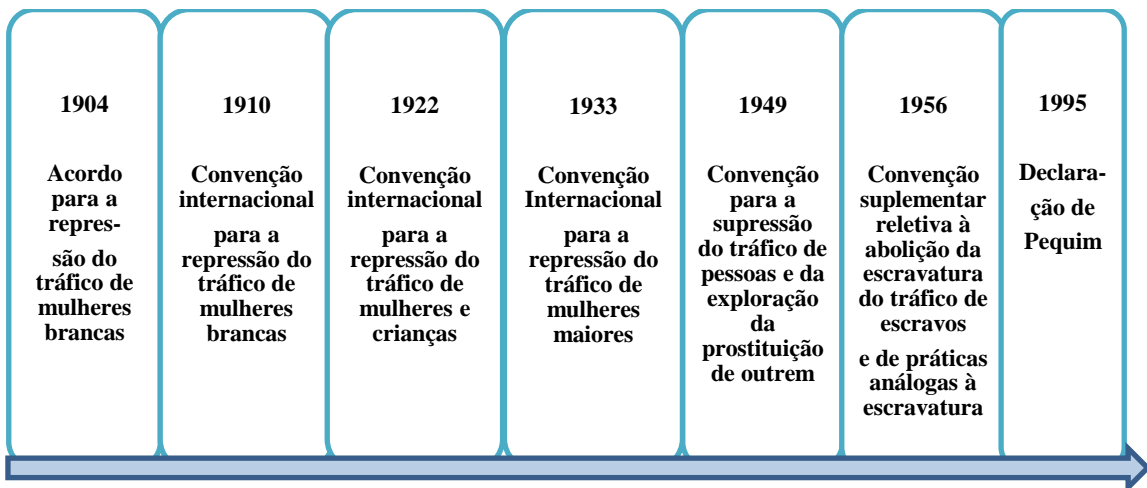 1904
Acordo
para a
repres-
são do
tráfico de
mulheres
brancas
1910
Convenção
internacional
para a
repressão do
tráfico de
mulheres
brancas
1922
Convenção
internacional
para a
repressão do
tráfico de
mulheres e
crianças
1933
Convenção
Internacional
para a
repressão do
tráfico de
mulheres
maiores
1949
Convenção
para a
supressão
do tráfico de
pessoas e da
exploração
da
prostituição
de outrem
1956
Convenção
suplementar
reletiva à
abolição da
escravatura
do tráfico de
escravos
e de práticas
análogas à
escravatura
1995
Declara-
ção de
Pequim